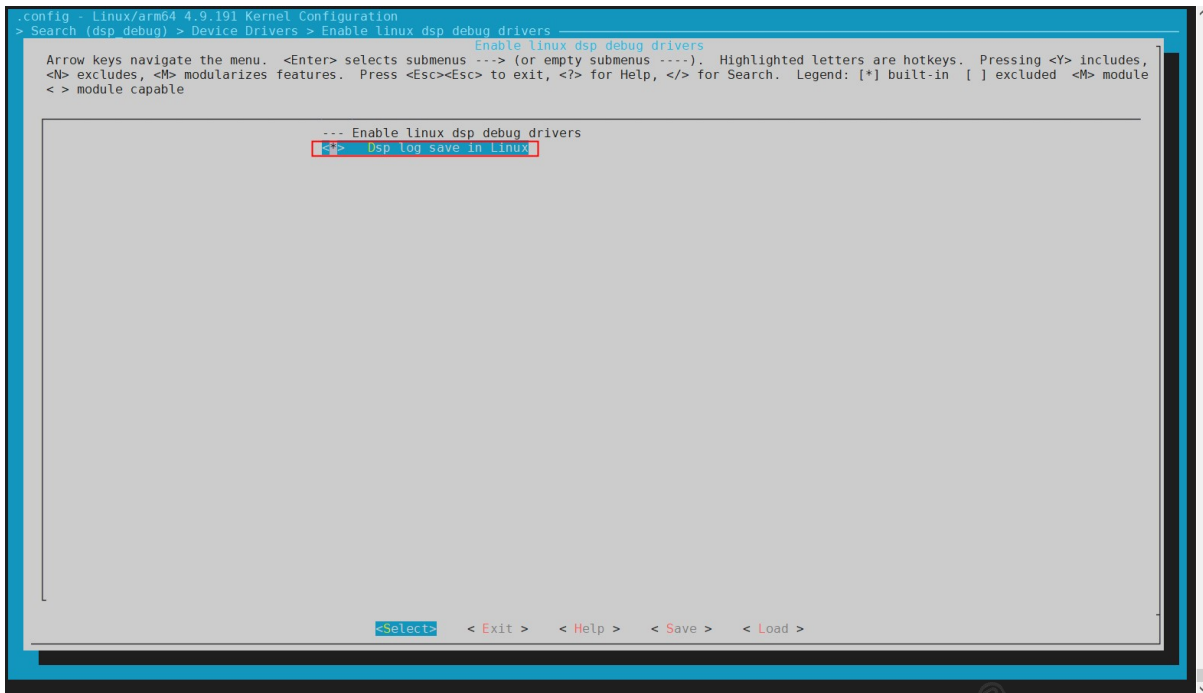 .config - Linux/arm64 4.9.191 Kernel Configuration
> Search (dsp_debug) > Device Drivers > Enable linux dsp debug drivers
Enable linux dsp debug drivers
Arrow keys navigate the menu. <Enter> selects submenus ---> (or empty submenus ----). Highlighted letters are hotkeys. Pressing <Y> includes,
<N> excludes, <M> modularizes features. Press <Esc><Esc> to exit, <?> for Help, </> for Search. Legend: [*] built-in [ ] excluded <M> module
< > module capable
--- Enable linux dsp debug drivers
<*> Dsp log save in Linux
<Select> < Exit > < Help > < Save > < Load >